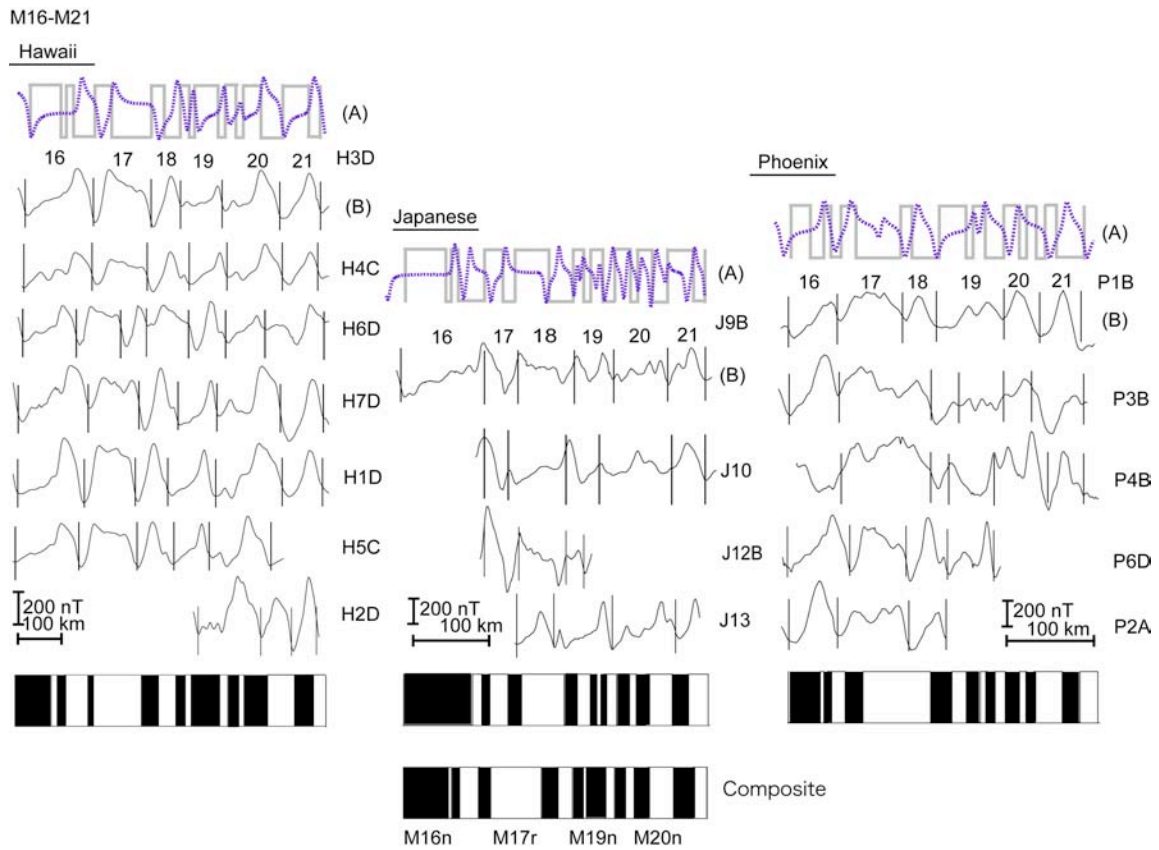 M16-M21
Hawaii
(A)
16 17 18 19 20 21 H3D
(B)
H4C
H6D
H7D
H1D
H5C
H2D
200 nT
100 km
Japanese
(A)
J9B
16 17 18 19 20 21
(B)
J10
J12B
J13
200 nT
100 km
Phoenix
(A)
16 17 18 19 20 21 P1B
(B)
P3B
P4B
P6D
P2A
200 nT
100 km
Composite
M16n M17r M19n M20n